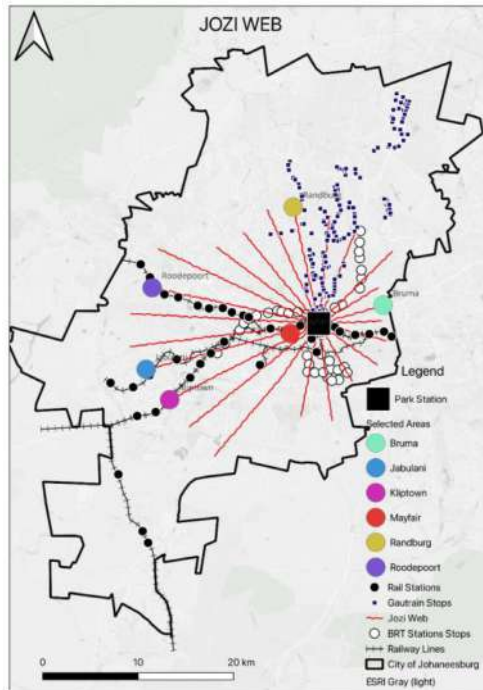 JOZI WEB
Randburg
Roodepoort
Bruma
Legend
Park Station
Selected Areas
Bruma
Jabulani
Kliptown
Mayfair
Randburg
Roodepoort
Rail Stations
Gautrain Stops
Jozi Web
BRT Stations Stops
Railway Lines
City of Johaneesburg
ESRI Gray (light)
0 10 20 km